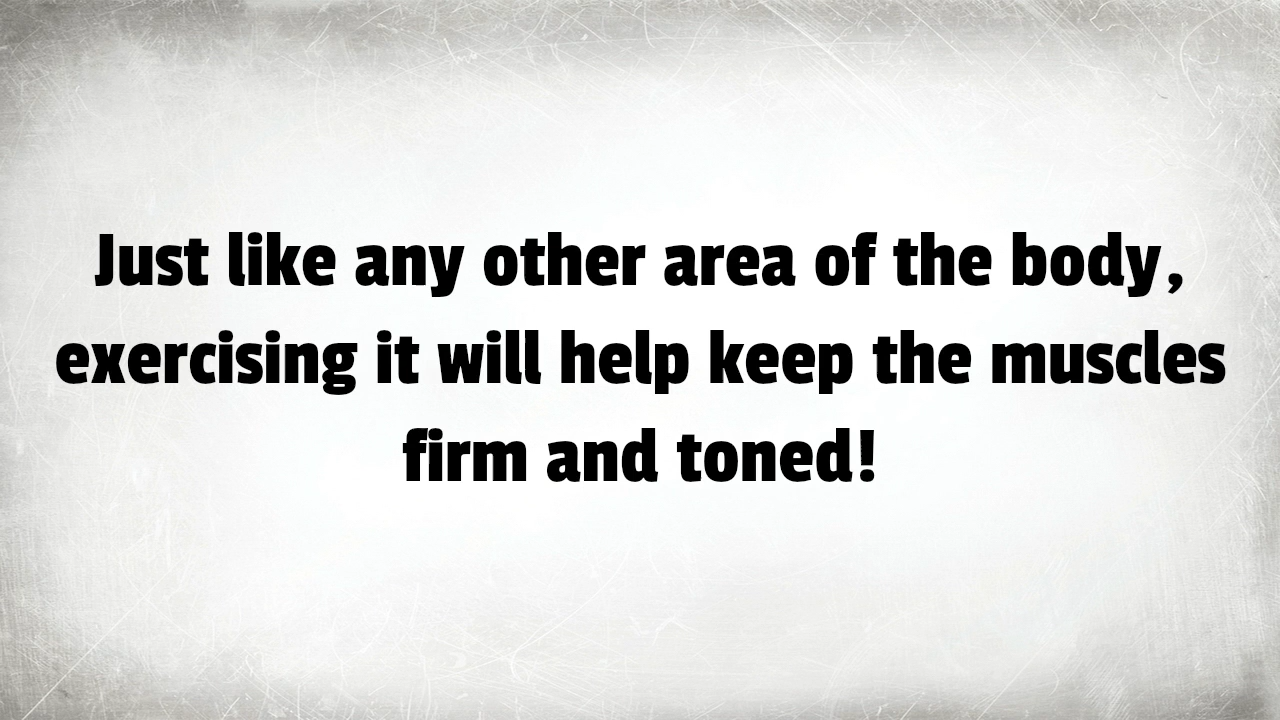 Just like any other area of the body,
exercising it will help keep the muscles
firm and toned!